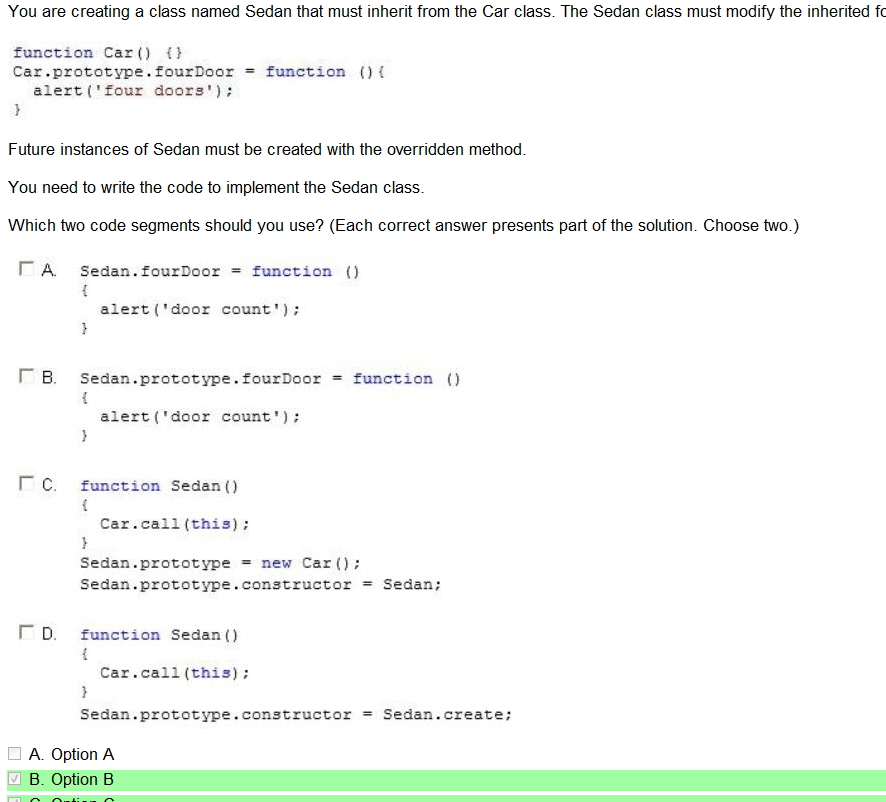 You are creating a class named Sedan that must inherit from the Car class. The Sedan class must modify the inherited
function Car() {}
Car.prototype.fourDoor = function (){
alert('four doors');
}
Future instances of Sedan must be created with the overridden method.
You need to write the code to implement the Sedan class.
Which two code segments should you use? (Each correct answer presents part of the solution. Choose two.)
A. Sedan.fourDoor = function ()
{
alert('door count');
}
B. Sedan.prototype.fourDoor = function ()
{
alert('door count');
}
C. function Sedan()
{
Car.call(this);
}
Sedan.prototype = new Car();
Sedan.prototype.constructor = Sedan;
D. function Sedan()
{
Car.call(this);
}
Sedan.prototype.constructor = Sedan.create;
A. Option A
B. Option B